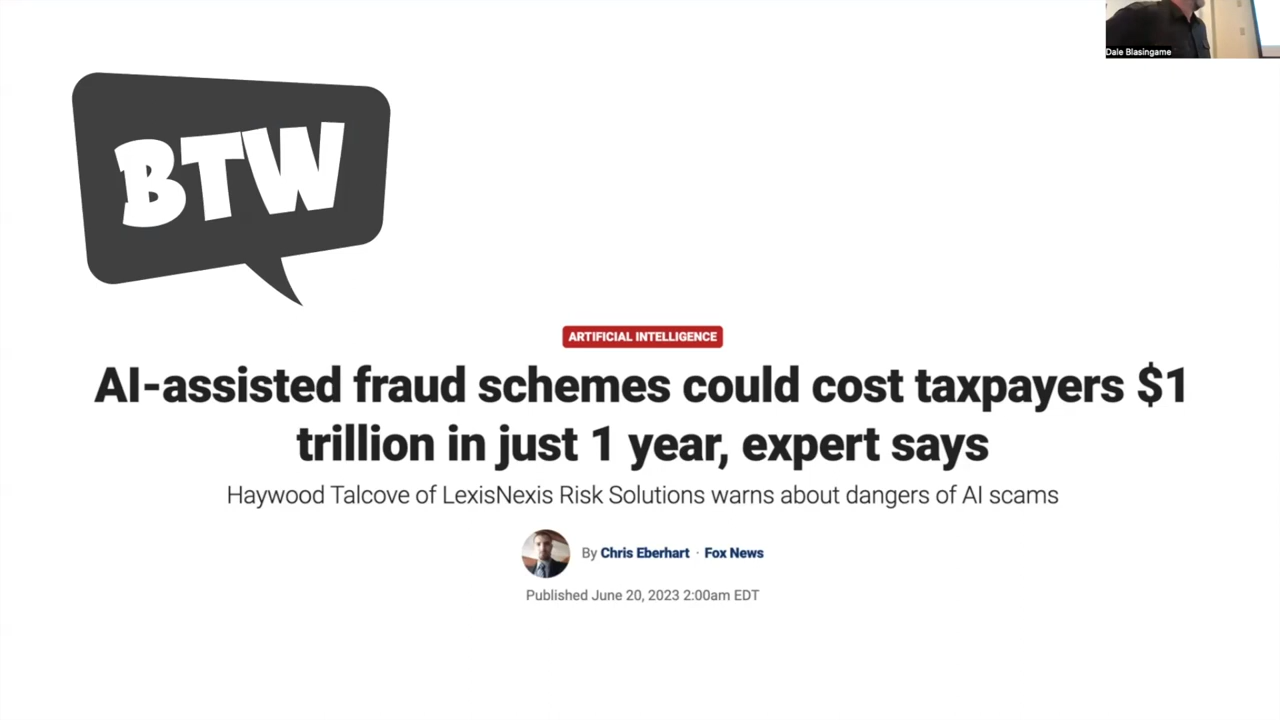 Dale Blasingame
BTW
ARTIFICIAL INTELLIGENCE
AI-assisted fraud schemes could cost taxpayers $1
trillion in just 1 year, expert says
Haywood Talcove of LexisNexis Risk Solutions warns about dangers of AI scams
By Chris Eberhart · Fox News
Published June 20, 2023 2:00am EDT